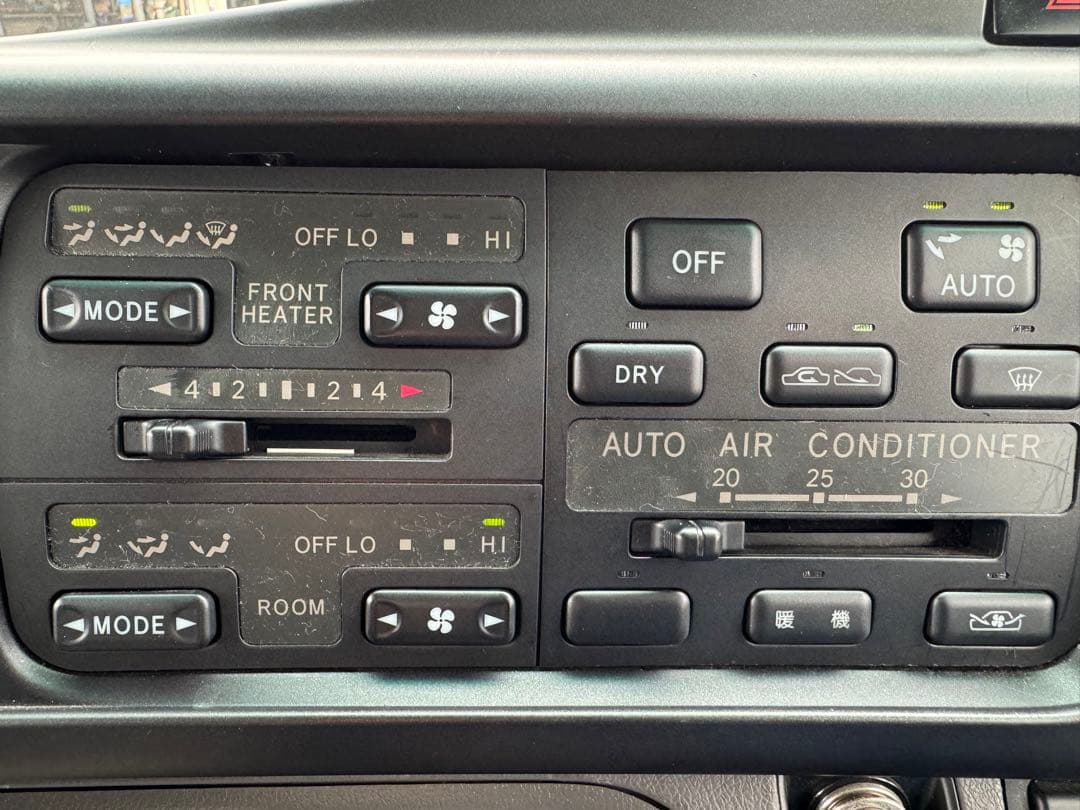 OFF LO HI
MODE
FRONT
HEATER
4 2 2 4
OFF LO HI
MODE
ROOM
OFF
AUTO
DRY
AUTO AIR CONDITIONER
20 25 30
暖 機